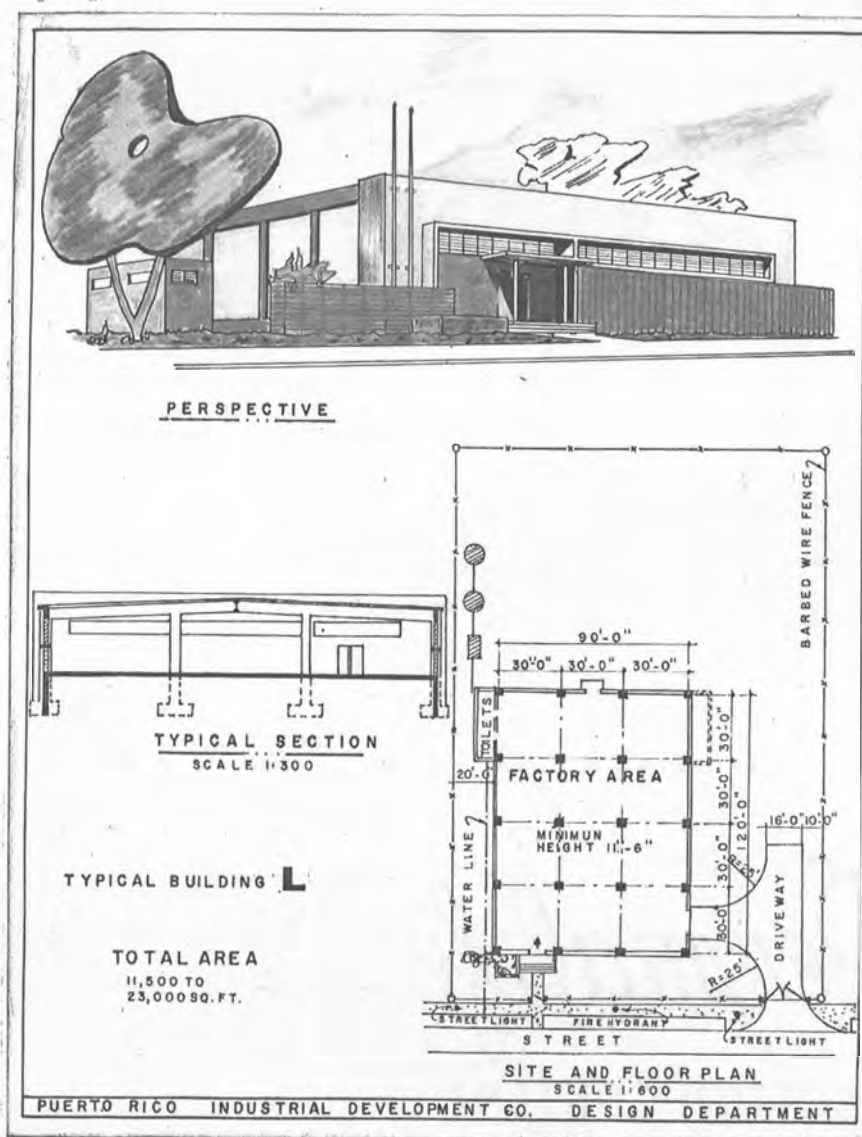 PERSPECTIVE
BARBED WIRE FENCE
90'-0"
30'-0" 30'-0" 30'-0"
TOILETS
30'-0"
TYPICAL SECTION
SCALE 1:300
20'-0"
FACTORY AREA
30'-0"
120'-0"
16'-0" 10'-0"
MINIMUN
HEIGHT 11'-6"
WATER LINE
30'-0"
R=25'
TYPICAL BUILDING L
30'-0"
DRIVEWAY
TOTAL AREA
11,500 TO
23,000 SQ. FT.
R=25'
STREET LIGHT FIRE HYDRANT
STREET STREET LIGHT
SITE AND FLOOR PLAN
SCALE 1:600
PUERTO RICO INDUSTRIAL DEVELOPMENT CO. DESIGN DEPARTMENT